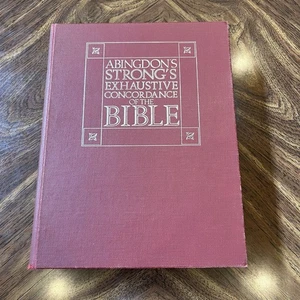 ABINGDON'S
STRONG'S
EXHAUSTIVE
CONCORDANCE
OF THE
BIBLE